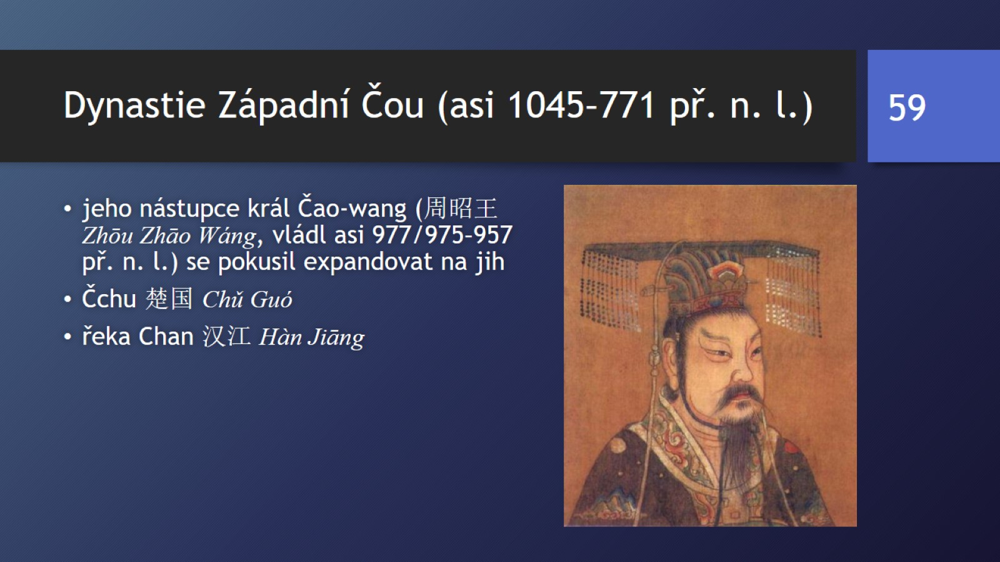 Dynastie Západní Čou (asi 1045-771 př. n. l.)
59
• jeho nástupce král Čao-wang (周昭王
Zhōu Zhāo Wáng, vládl asi 977/975-957
př. n. l.) se pokusil expandovat na jih
• Čchu 楚国 Chǔ Guó
• řeka Chan 汉江 Hàn Jiāng